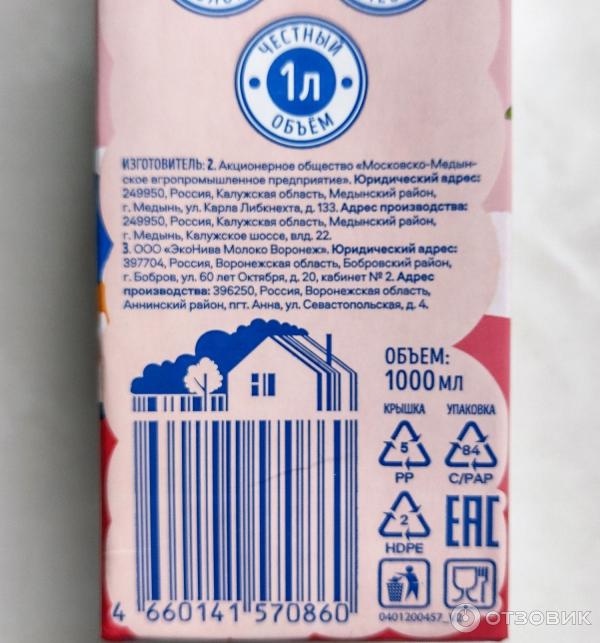 ЧЕСТНЫЙ
1л
ОБЪЁМ
ИЗГОТОВИТЕЛЬ: 2. Акционерное общество «Московско-Медын-
ское агропромышленное предприятие». Юридический адрес:
249950, Россия, Калужская область, Медынский район,
г. Медынь, ул. Карла Либкнехта, д. 133. Адрес производства:
249950, Россия, Калужская область, Медынский район,
г. Медынь, Калужское шоссе, влд. 22.
3. ООО «ЭкоНива Молоко Воронеж». Юридический адрес:
397704, Россия, Воронежская область, Бобровский район,
г. Бобров, ул. 60 лет Октября, д. 20, кабинет № 2. Адрес
производства: 396250, Россия, Воронежская область,
Аннинский район, пгт. Анна, ул. Севастопольская, д. 4.
ОБЪЕМ:
1000 мл
КРЫШКА УПАКОВКА
5 84
PP C/PAP
2 EAC
HDPE
0401200457_
4 660141 570860
ОТЗОВИК